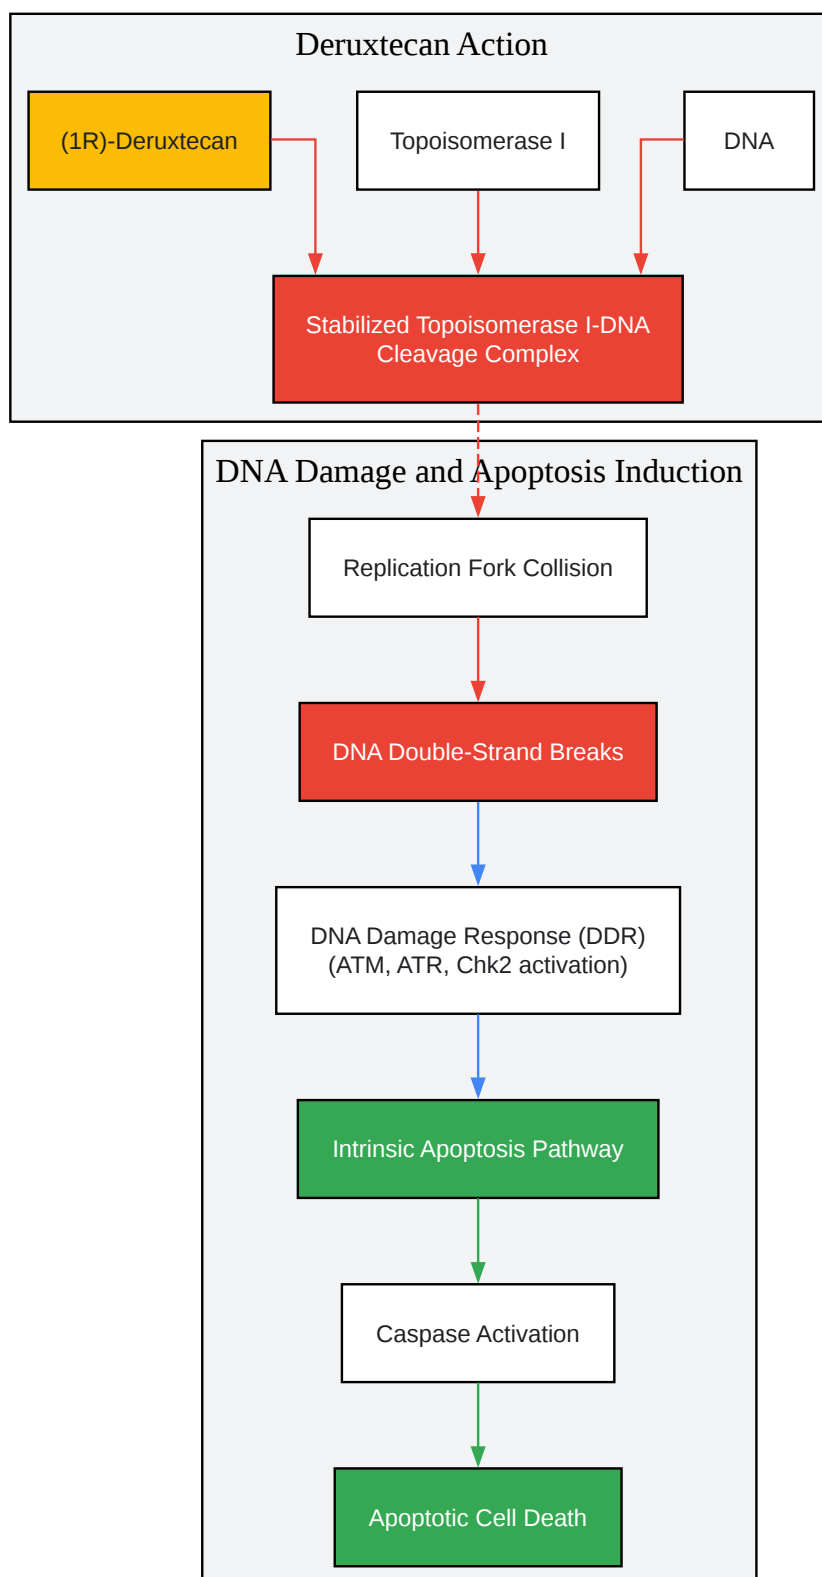 Deruxtecan Action
(1R)-Deruxtecan
Topoisomerase I
DNA
Stabilized Topoisomerase I-DNA
Cleavage Complex
DNA Damage and Apoptosis Induction
Replication Fork Collision
DNA Double-Strand Breaks
DNA Damage Response (DDR)
(ATM, ATR, Chk2 activation)
Intrinsic Apoptosis Pathway
Caspase Activation
Apoptotic Cell Death